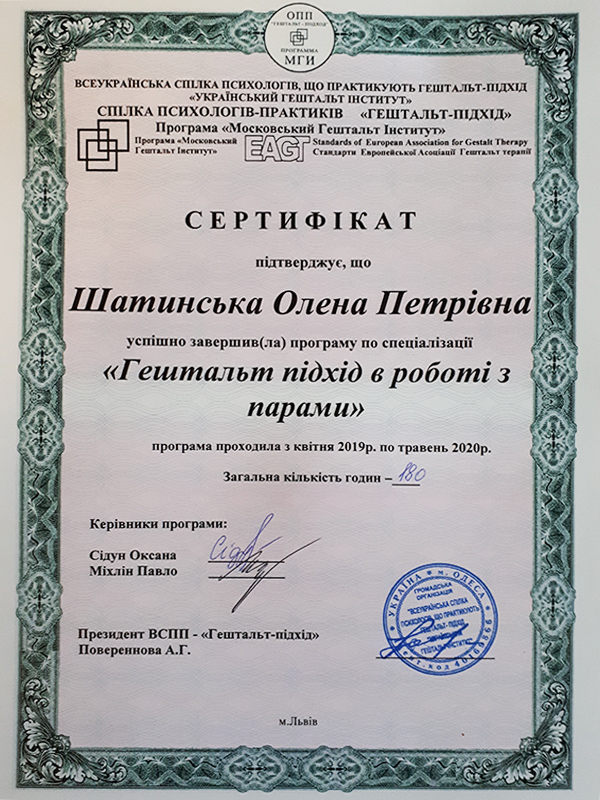 ОПП
"ГЕШТАЛЬТ - ПОДХОД"
ПРОГРАММА
МГИ
ВСЕУКРАЇНСЬКА СПІЛКА ПСИХОЛОГІВ, ЩО ПРАКТИКУЮТЬ ГЕШТАЛЬТ-ПІДХІД
«УКРАЇНСЬКИЙ ГЕШТАЛЬТ ІНСТИТУТ»
СПІЛКА ПСИХОЛОГІВ-ПРАКТИКІВ «ГЕШТАЛЬТ-ПІДХІД»
Програма «Московський Гештальт Інститут»
Програма «Московський
Гештальт Інститут»
EAGT
Standards of European Association for Gestalt Therapy
Стандарти Европейської Асоціації Гештальт терапії
СЕРТИФІКАТ
підтверджує, що
Шатинська Олена Петрівна
успішно завершив(ла) програму по спеціалізації
«Гештальт підхід в роботі з
парами»
програма проходила з квітня 2019р. по травень 2020р.
Загальна кількість годин – 180
Керівники програми:
Сідун Оксана
Міхлін Павло
Президент ВСПП - «Гештальт-підхід»
Повереннова А.Г.
УКРАЇНА * м. ОДЕСА
ГРОМАДСЬКА
ОРГАНІЗАЦІЯ
"ВСЕУКРАЇНСЬКА СПІЛКА
ПСИХОЛОГІВ, ЩО ПРАКТИКУЮТЬ
ГЕШТАЛЬТ - ПІДХІД
ГЕШТАЛЬТ ІНСТИТУТ"
код 40169866
м.Львів